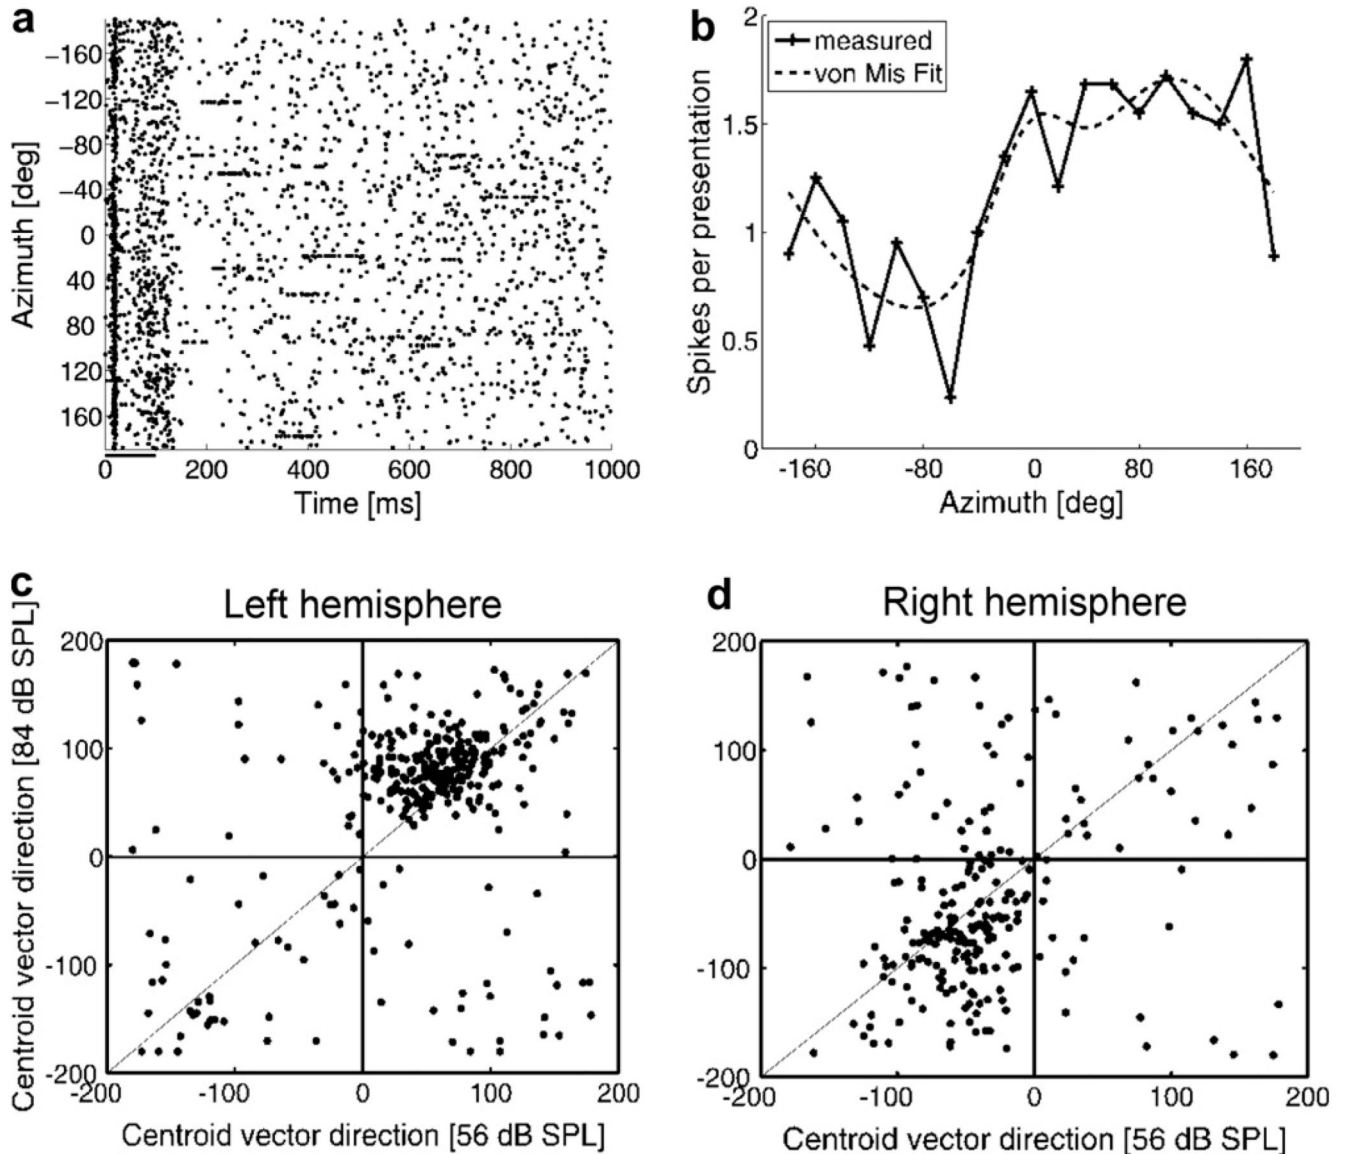 a
Azimuth [deg]
−160
−120
−80
−40
0
40
80
120
160
0 200 400 600 800 1000
Time [ms]
b
measured
von Mis Fit
Spikes per presentation
2
1.5
1
0.5
0
-160 -80 0 80 160
Azimuth [deg]
c
Left hemisphere
Centroid vector direction [84 dB SPL]
200
100
0
-100
-200
-200 -100 0 100 200
Centroid vector direction [56 dB SPL]
d
Right hemisphere
200
100
0
-100
-200
-200 -100 0 100 200
Centroid vector direction [56 dB SPL]